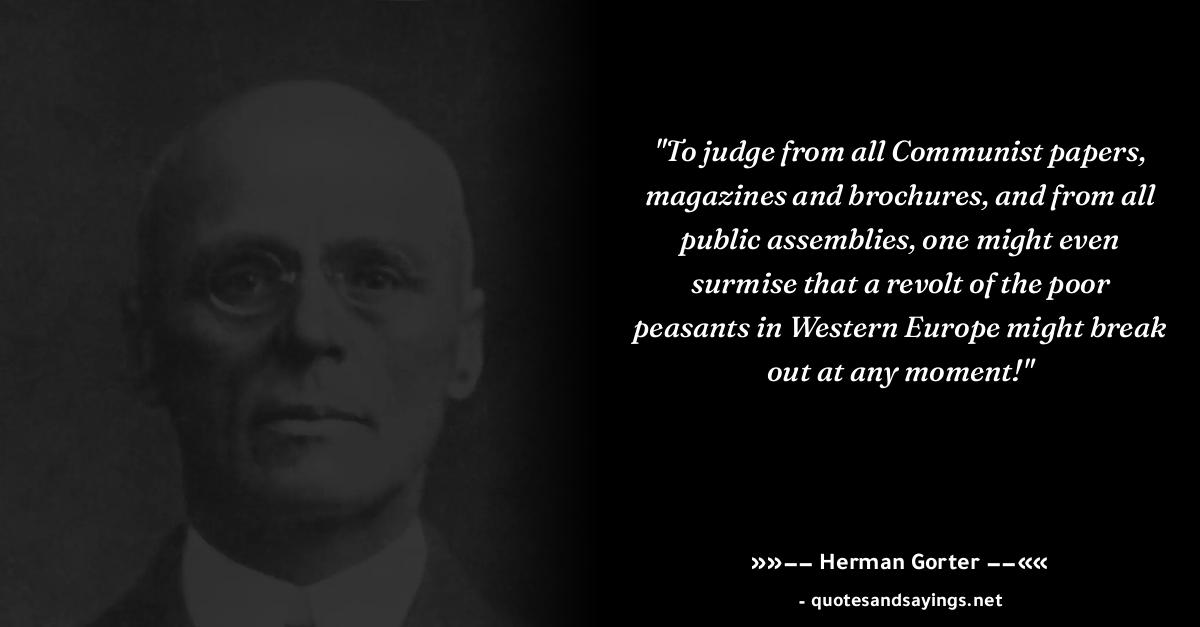 "To judge from all Communist papers,
magazines and brochures, and from all
public assemblies, one might even
surmise that a revolt of the poor
peasants in Western Europe might break
out at any moment!"
»»–– Herman Gorter ––««
- quotesandsayings.net